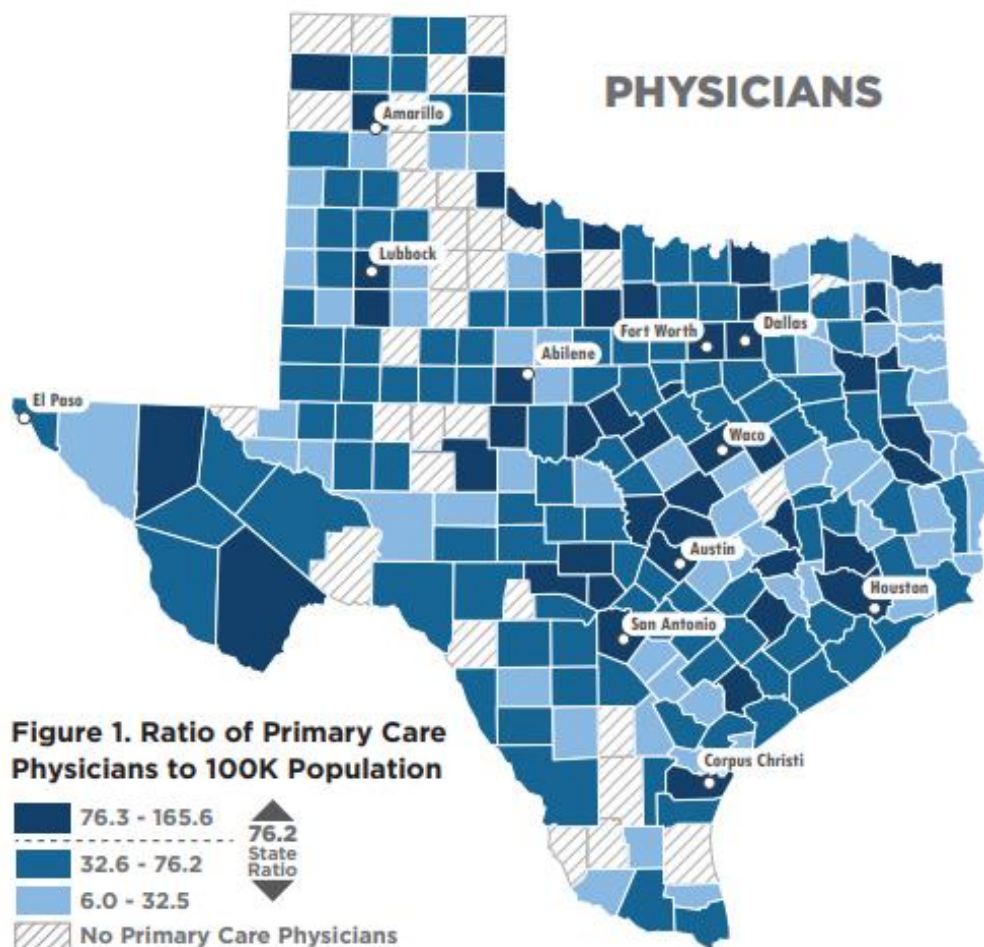 PHYSICIANS
Amarillo
Lubbock
Fort Worth
Dallas
Abilene
El Paso
Waco
Austin
Houston
San Antonio
Corpus Christi
Figure 1. Ratio of Primary Care
Physicians to 100K Population
76.3 - 165.6
76.2
State
Ratio
32.6 - 76.2
6.0 - 32.5
No Primary Care Physicians